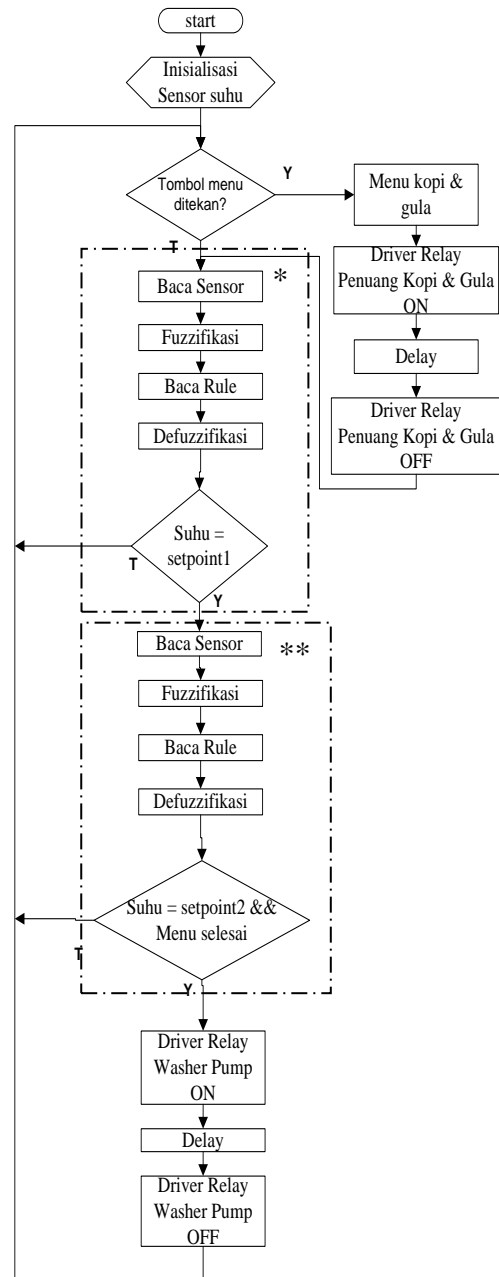 start
Inisialisasi
Sensor suhu
Tombol menu
ditekan?
Y
T
Menu kopi &
gula
Driver Relay
Penuang Kopi & Gula
ON
Delay
Driver Relay
Penuang Kopi & Gula
OFF
Baca Sensor
*
Fuzzifikasi
Baca Rule
Defuzzifikasi
Suhu =
setpoint1
T
Y
Baca Sensor
**
Fuzzifikasi
Baca Rule
Defuzzifikasi
Suhu = setpoint2 &&
Menu selesai
T
Y
Driver Relay
Washer Pump
ON
Delay
Driver Relay
Washer Pump
OFF